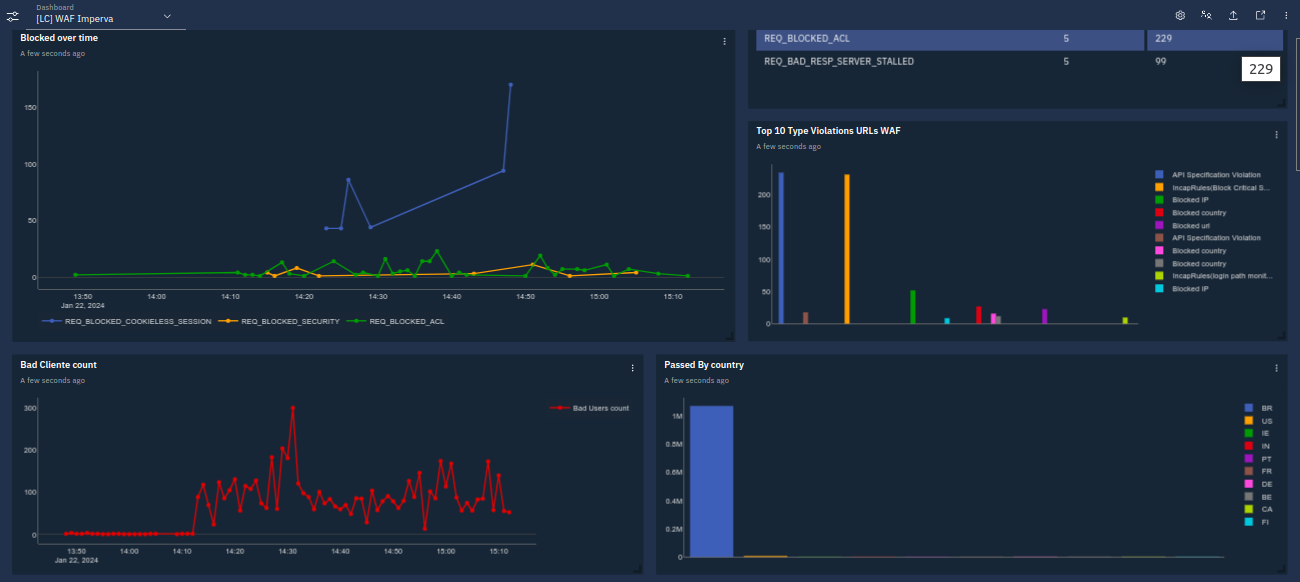 Dashboard
[LC] WAF Imperva
Blocked over time
A few seconds ago
150
100
50
0
13:50 14:00 14:10 14:20 14:30 14:40 14:50 15:00 15:10
Jan 22, 2024
REQ_BLOCKED_COOKIELESS_SESSION REQ_BLOCKED_SECURITY REQ_BLOCKED_ACL
REQ_BLOCKED_ACL 5 229
REQ_BAD_RESP_SERVER_STALLED 5 99
229
Top 10 Type Violations URLs WAF
A few seconds ago
200
150
100
50
0
API Specification Violation
IncapRules(Block Critical S...
Blocked IP
Blocked country
Blocked url
API Specification Violation
Blocked country
Blocked country
IncapRules(login path monit...
Blocked IP
Bad Cliente count
A few seconds ago
300
200
100
0
13:50 14:00 14:10 14:20 14:30 14:40 14:50 15:00 15:10
Jan 22, 2024
Bad Users count
Passed By country
A few seconds ago
1M
0.5M
0.6M
0.4M
0.2M
0
BR
US
IE
IN
PT
FR
DE
BE
CA
FI